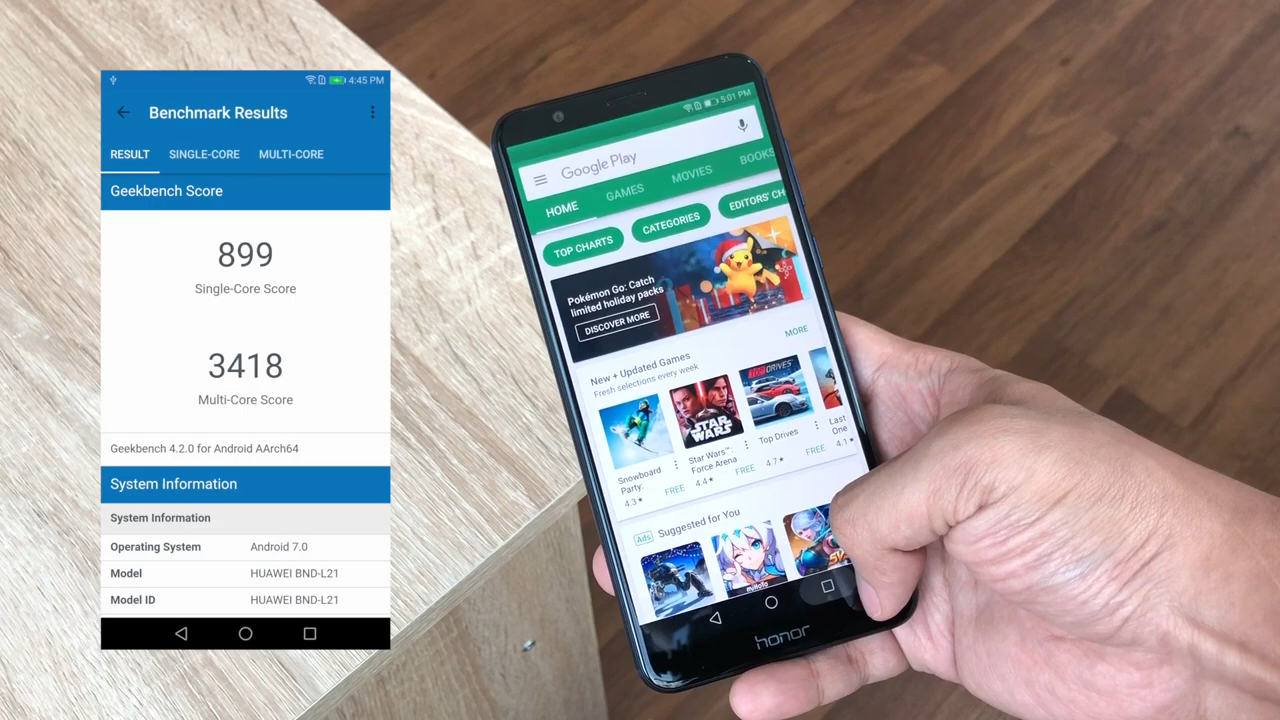 4:45 PM
Benchmark Results
RESULT SINGLE-CORE MULTI-CORE
Geekbench Score
899
Single-Core Score
3418
Multi-Core Score
Geekbench 4.2.0 for Android AArch64
System Information
System Information
Operating System Android 7.0
Model HUAWEI BND-L21
Model ID HUAWEI BND-L21
5:01 PM
Google Play
HOME GAMES MOVIES BOOKS
TOP CHARTS CATEGORIES EDITORS' CH
Pokémon Go: Catch
limited holiday packs
DISCOVER MORE
MORE
New + Updated Games
Fresh selections every week
STAR
WARS
TOP DRIVES
Snowboard
Party:
4.3★ FREE
Star Wars™:
Force Arena
4.4★ FREE
Top Drives
4.7★ FREE
Last
One
4.1★
Ads Suggested for You
miHoYo
honor